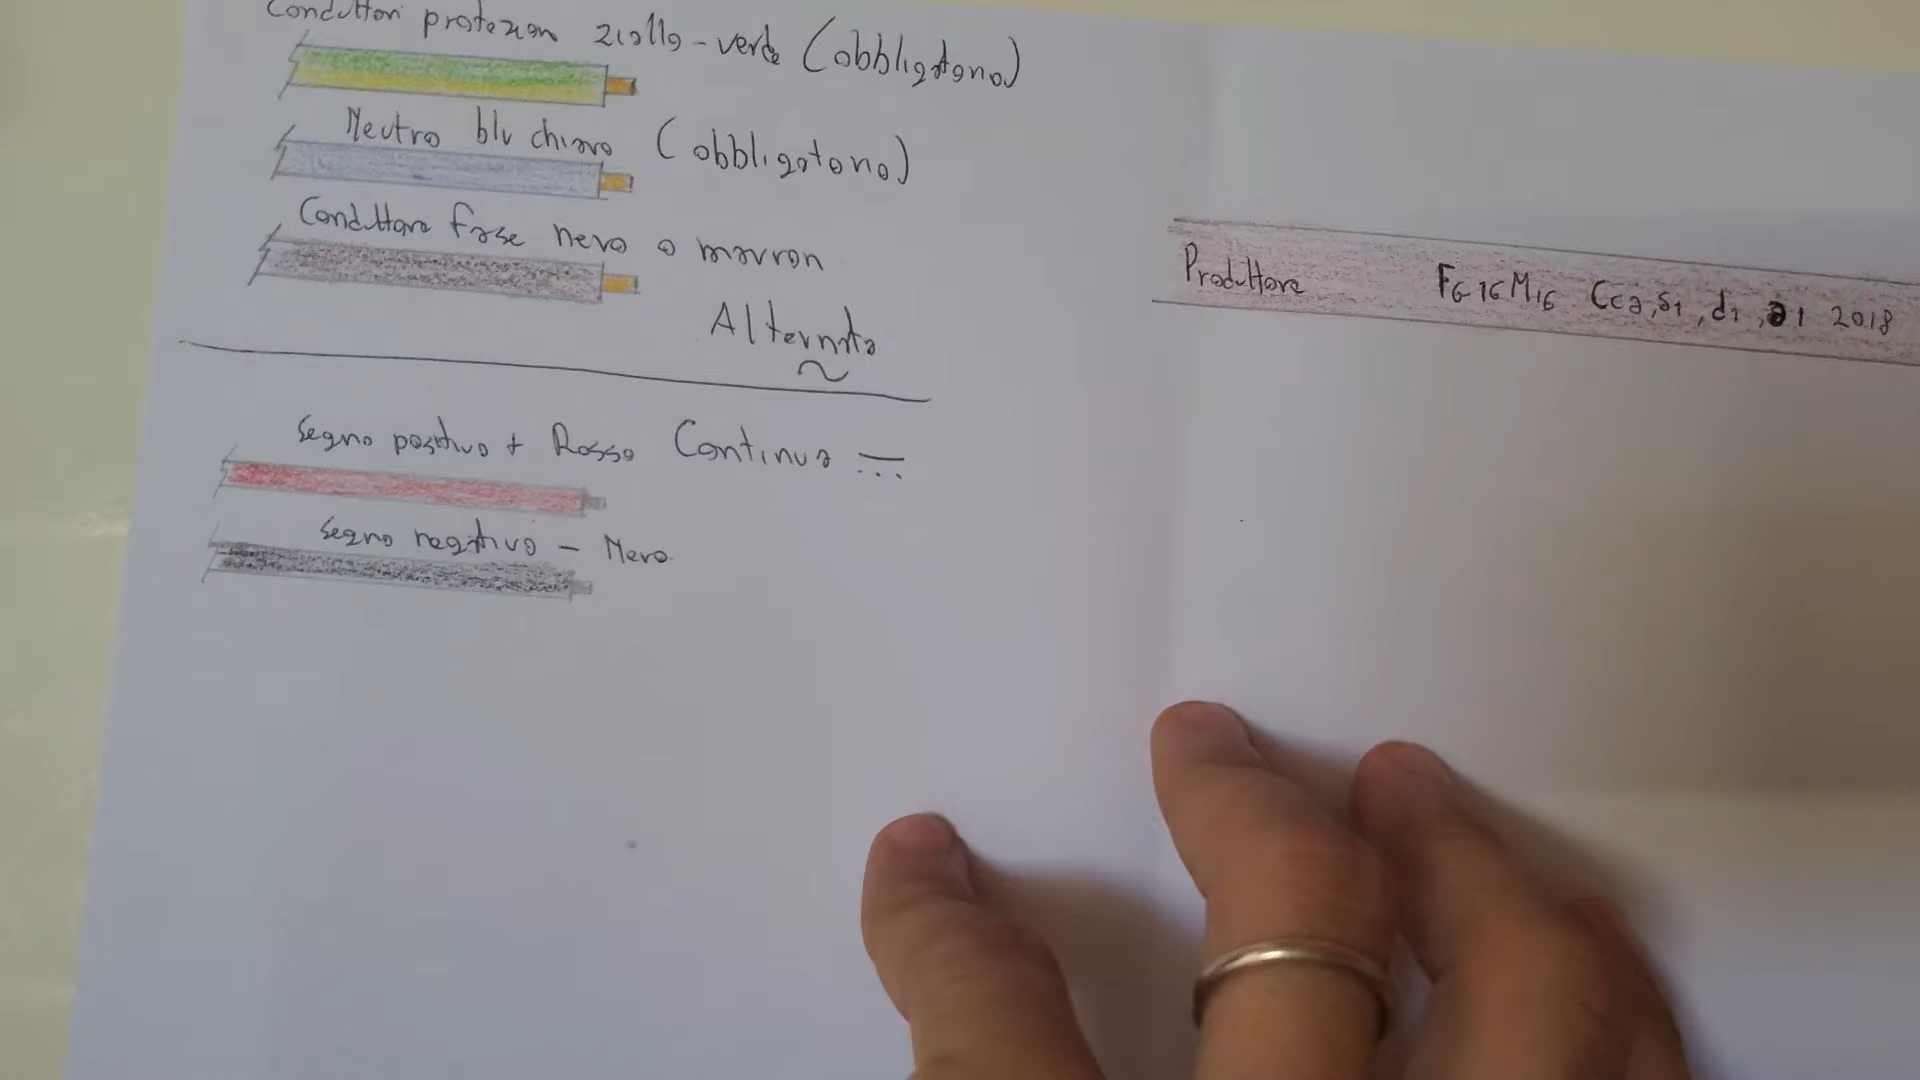 Conduttori protezion giallo-verde (obbligatorio)
Neutro blu chiaro (obbligatorio)
Conduttore fase nero o marron
Alternata
~
Segno positivo + Rosso Continua ⎓
Segno negativo - Nero
Produttore FG16M16 Cca,s1,d1,a1 2018